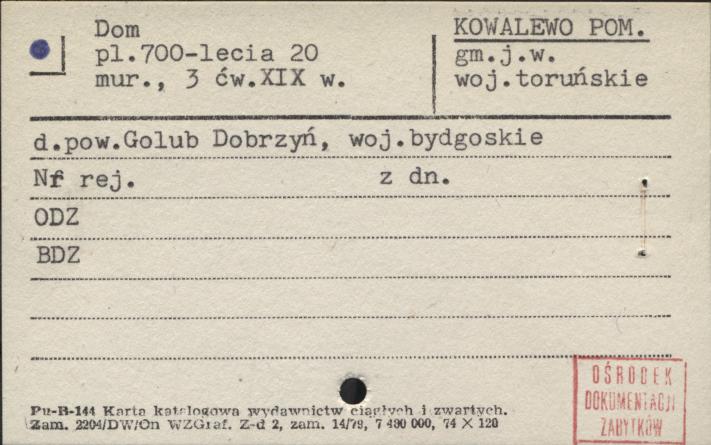 Dom
pl.700-lecia 20
mur., 3 ćw.XIX w.
KOWALEWO POM.
gm.j.w.
woj.toruńskie
d.pow.Golub Dobrzyń, woj.bydgoskie
Nr rej. z dn.
ODZ
BDZ
Pu-B-144 Karta katalogowa wydawnictw ciągłych i zwartych.
Zam. 2204/DW/On WZGraf. Z-d 2, zam. 14/79, 7 480 000, 74 × 120
OŚRODEK
DOKUMENTACJI
ZABYTKÓW